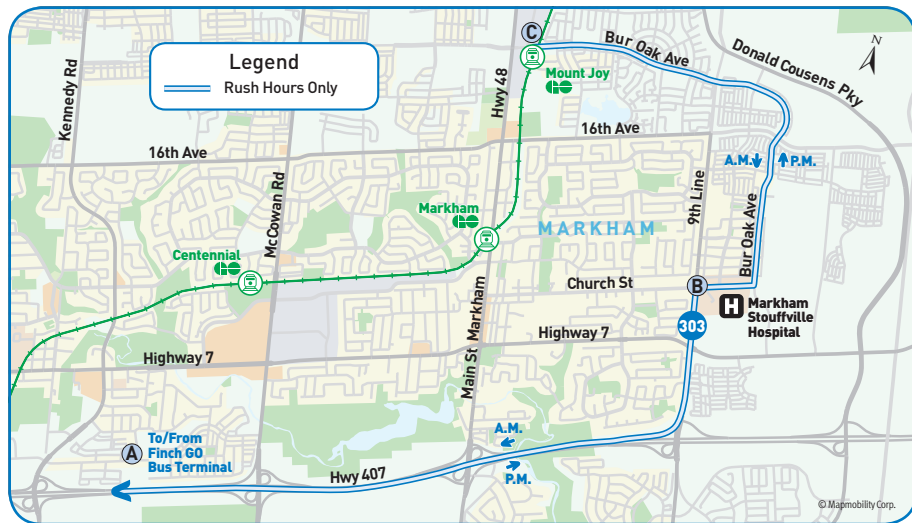 Legend
Rush Hours Only
Kennedy Rd
C
Bur Oak Ave
Donald Cousens Pky
N
Mount Joy
Hwy 48
16th Ave
16th Ave
A.M.
P.M.
McCowan Rd
9th Line
Markham
MARKHAM
Bur Oak Ave
Centennial
Church St
B
H
Markham
Stouffville
Hospital
303
Main St Markham
Highway 7
Highway 7
A
To/From
Finch GO
Bus Terminal
A.M.
P.M.
Hwy 407
© Mapmobility Corp.